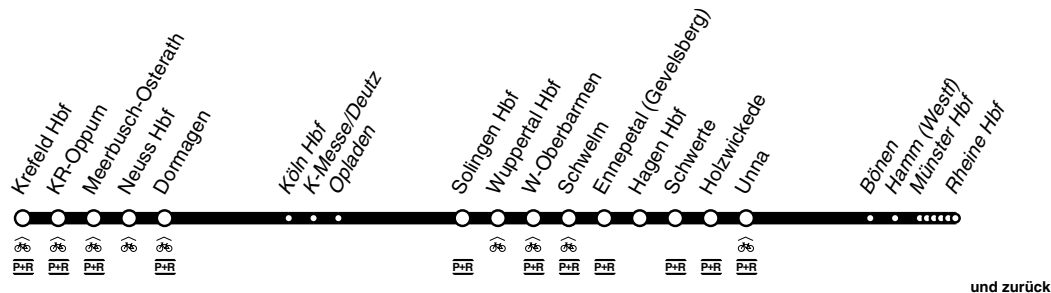 Krefeld Hbf
KR-Oppum
Meerbusch-Osterath
Neuss Hbf
Dormagen
Köln Hbf
K-Messe/Deutz
Opladen
Solingen Hbf
Wuppertal Hbf
W-Oberbarmen
Schwelm
Ennepetal (Gevelsberg)
Hagen Hbf
Schwerte
Holzwickede
Unna
Bönen
Hamm (Westf)
Münster Hbf
Rheine Hbf
P+R P+R P+R P+R P+R P+R P+R P+R P+R P+R P+R
und zurück